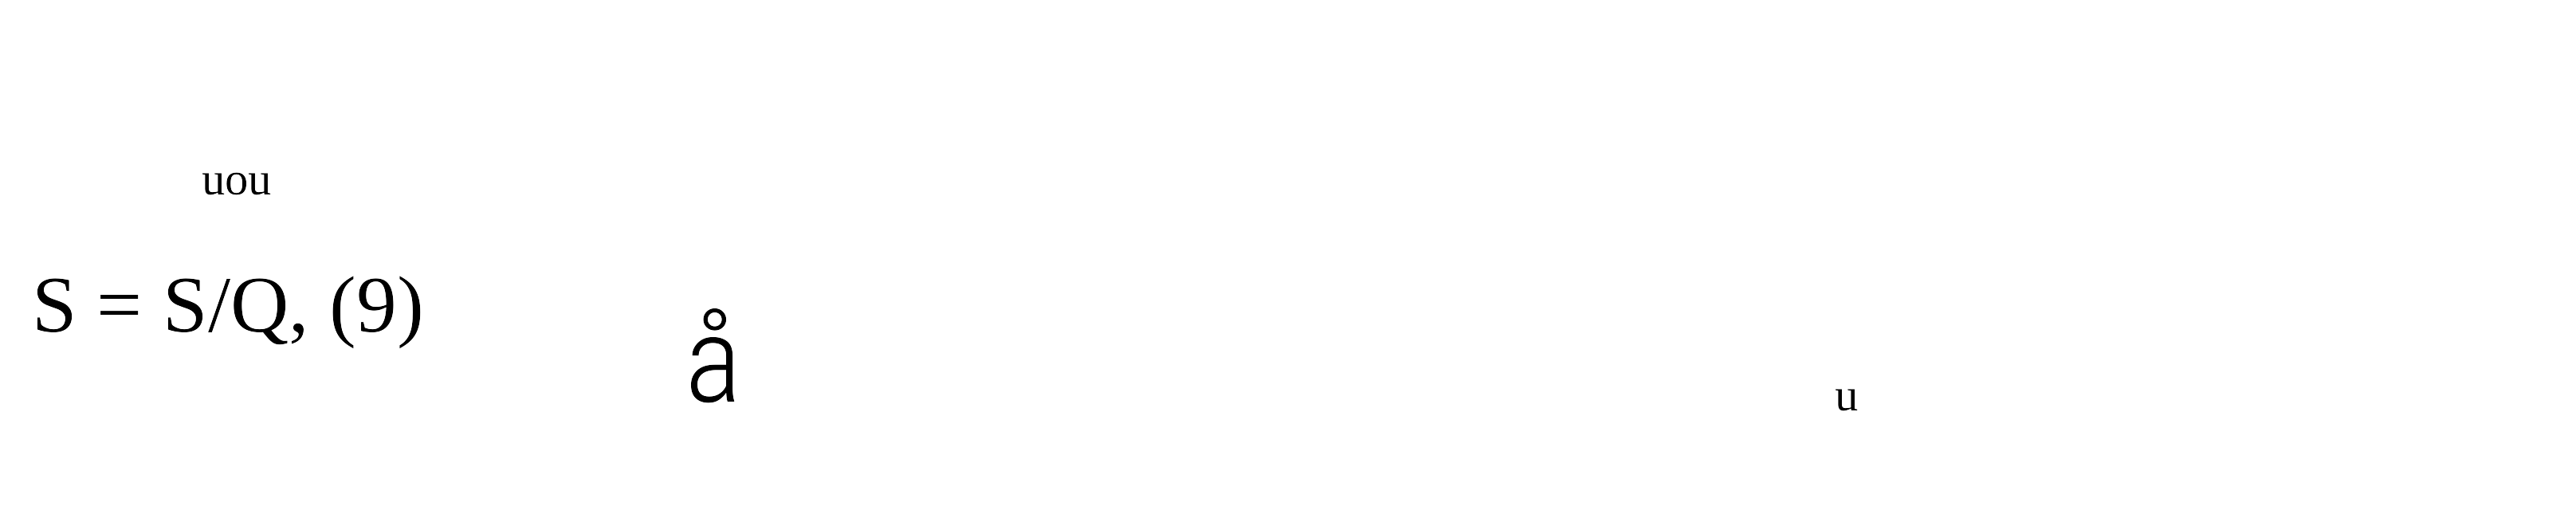 uou
S = S/Q, (9)
å
u